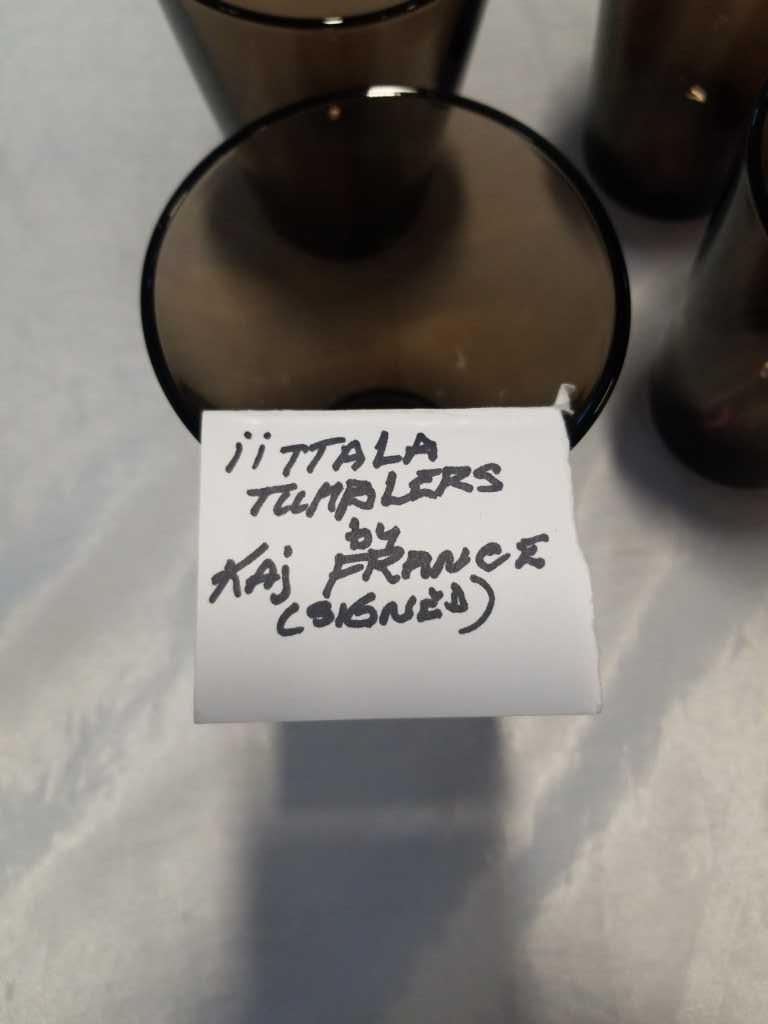 iiTTALA
TUMBLERS
by
KAj FRANCE
(SIGNED)